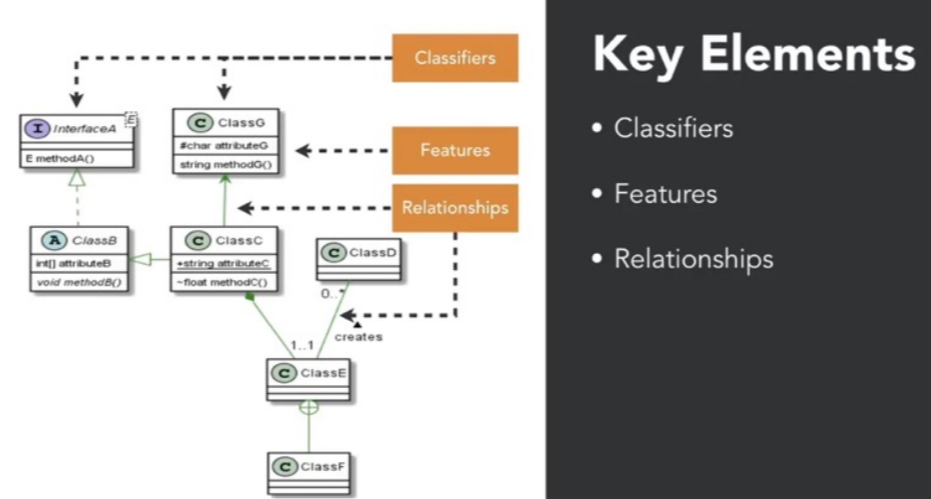 Classifiers
Features
Relationships
I InterfaceA E
E methodA()
C ClassG
#char attributeG
string methodG()
A ClassB
int[] attributeB
void methodB()
C ClassC
+string attributeC
~float methodC()
C ClassD
0..*
creates
1..1
C ClassE
C ClassF
Key Elements
• Classifiers
• Features
• Relationships